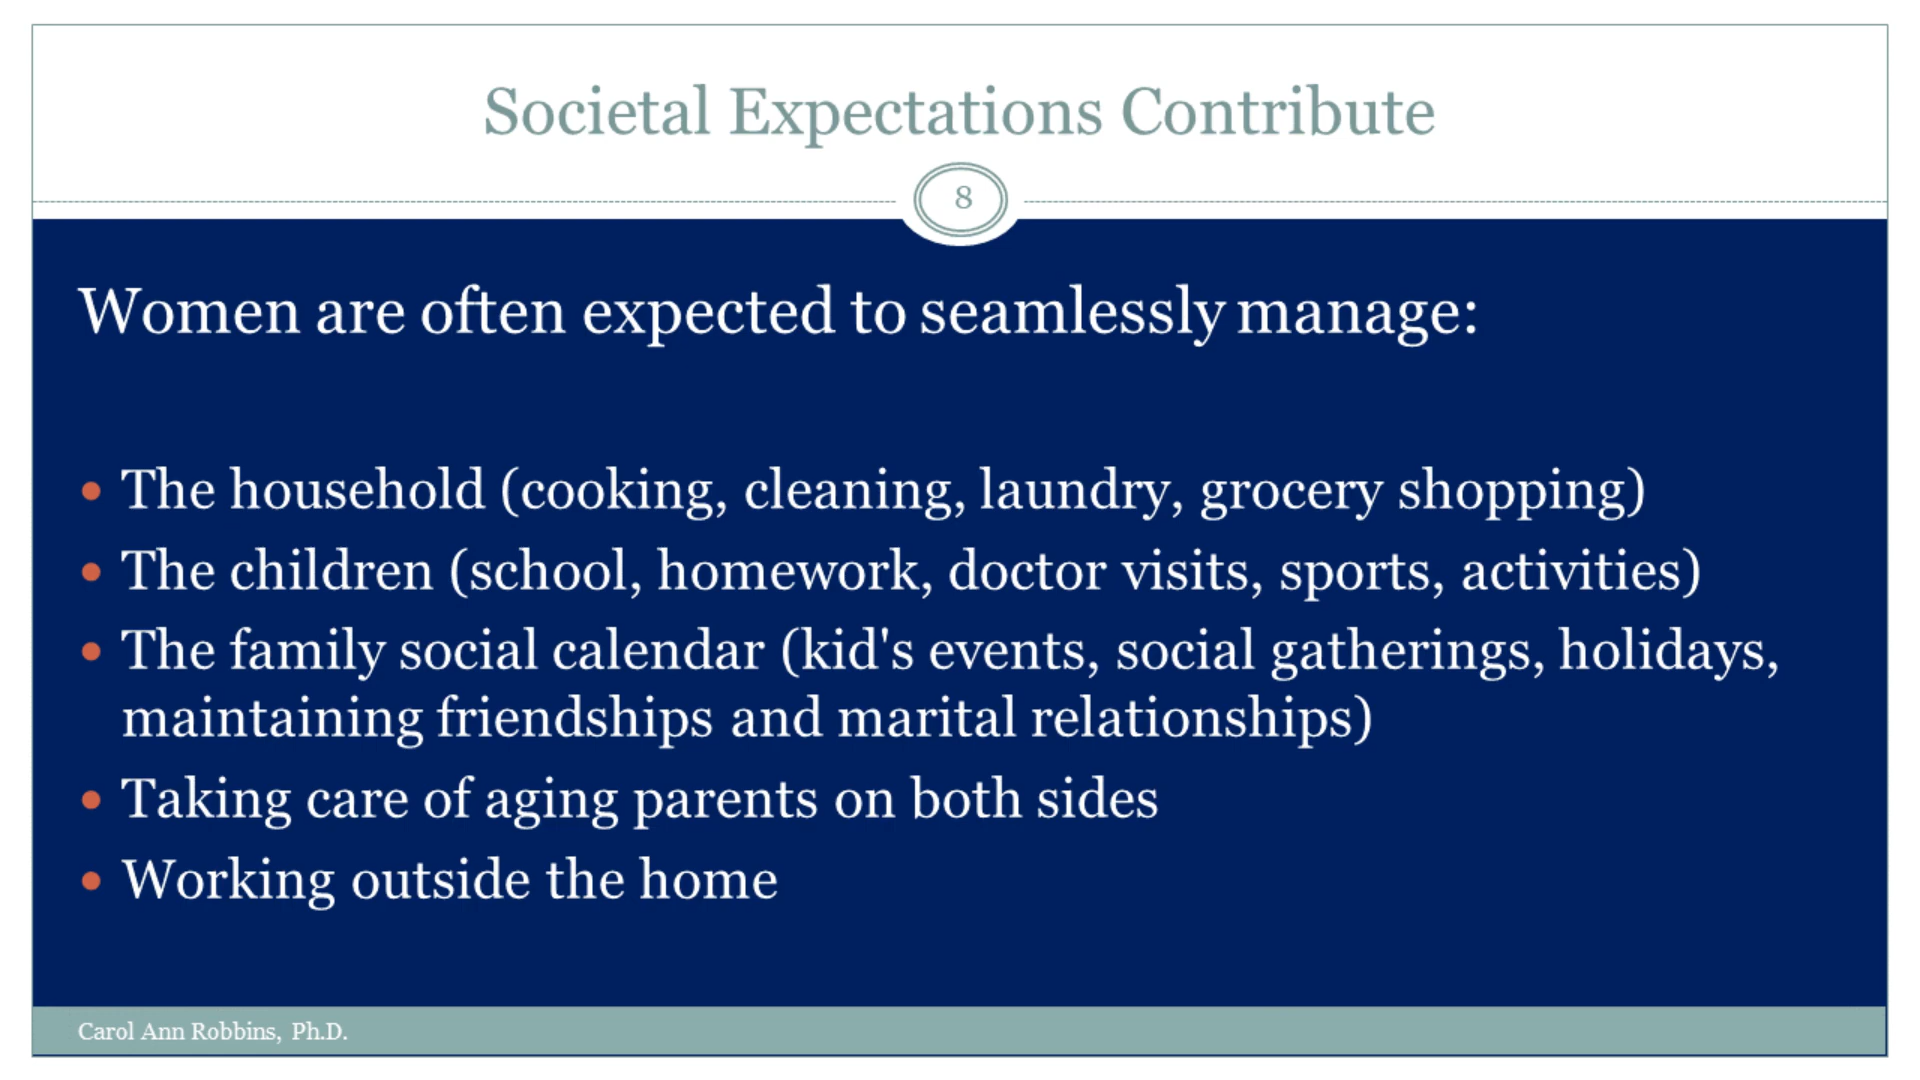 Societal Expectations Contribute
8
Women are often expected to seamlessly manage:
• The household (cooking, cleaning, laundry, grocery shopping)
• The children (school, homework, doctor visits, sports, activities)
• The family social calendar (kid's events, social gatherings, holidays,
maintaining friendships and marital relationships)
• Taking care of aging parents on both sides
• Working outside the home
Carol Ann Robbins, Ph.D.